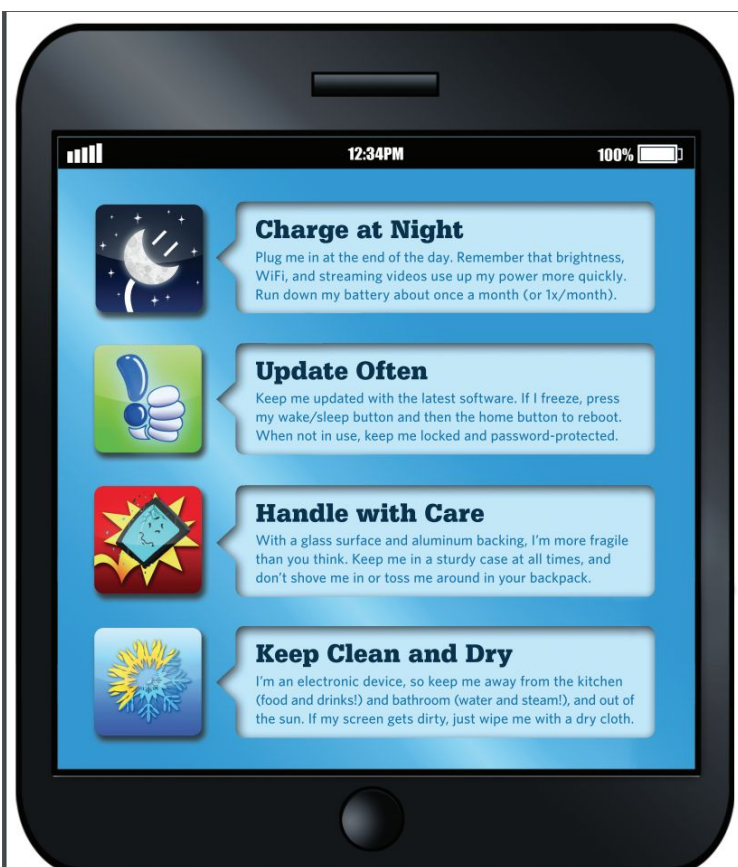 12:34PM
100%
Charge at Night
Plug me in at the end of the day. Remember that brightness,
WiFi, and streaming videos use up my power more quickly.
Run down my battery about once a month (or 1x/month).
Update Often
Keep me updated with the latest software. If I freeze, press
my wake/sleep button and then the home button to reboot.
When not in use, keep me locked and password-protected.
Handle with Care
With a glass surface and aluminum backing, I'm more fragile
than you think. Keep me in a sturdy case at all times, and
don't shove me in or toss me around in your backpack.
Keep Clean and Dry
I'm an electronic device, so keep me away from the kitchen
(food and drinks!) and bathroom (water and steam!), and out of
the sun. If my screen gets dirty, just wipe me with a dry cloth.